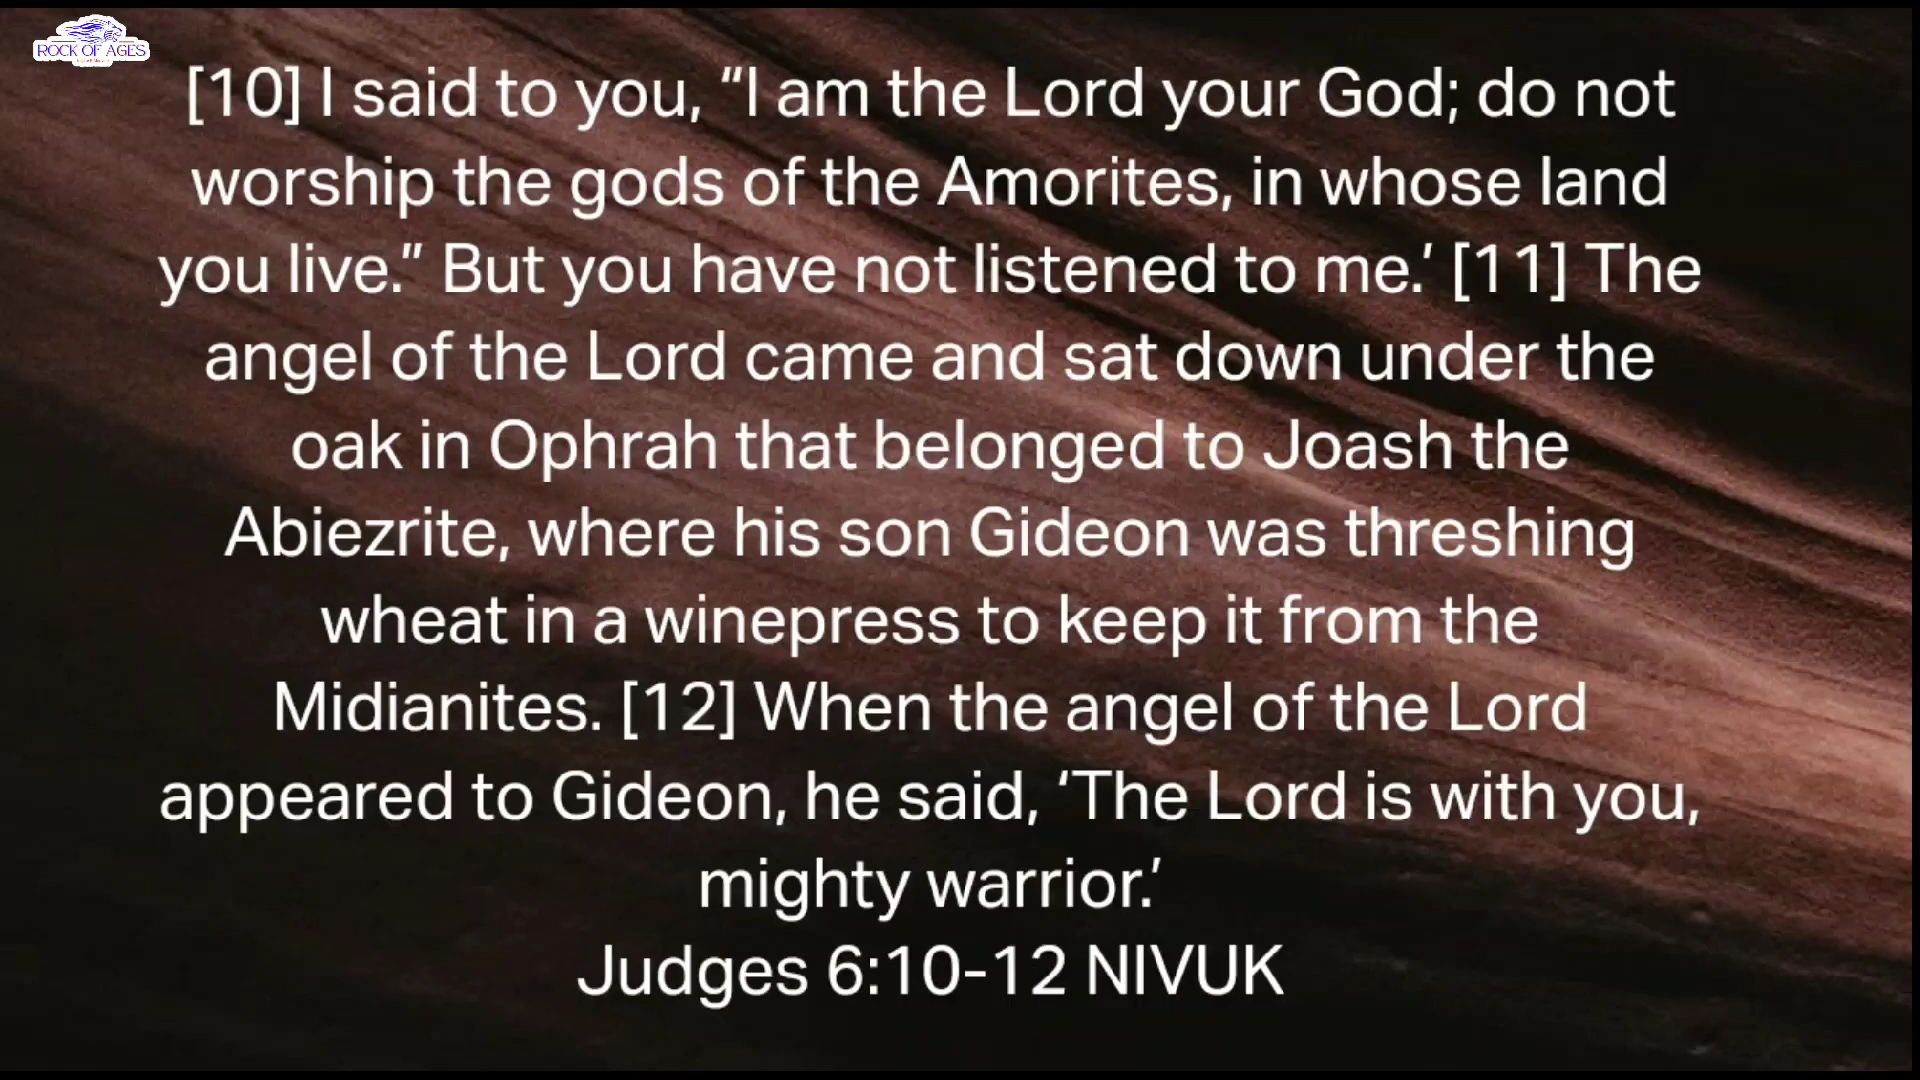 ROCK OF AGES
[10] I said to you, “I am the Lord your God; do not
worship the gods of the Amorites, in whose land
you live.” But you have not listened to me.’ [11] The
angel of the Lord came and sat down under the
oak in Ophrah that belonged to Joash the
Abiezrite, where his son Gideon was threshing
wheat in a winepress to keep it from the
Midianites. [12] When the angel of the Lord
appeared to Gideon, he said, ‘The Lord is with you,
mighty warrior.’
Judges 6:10-12 NIVUK